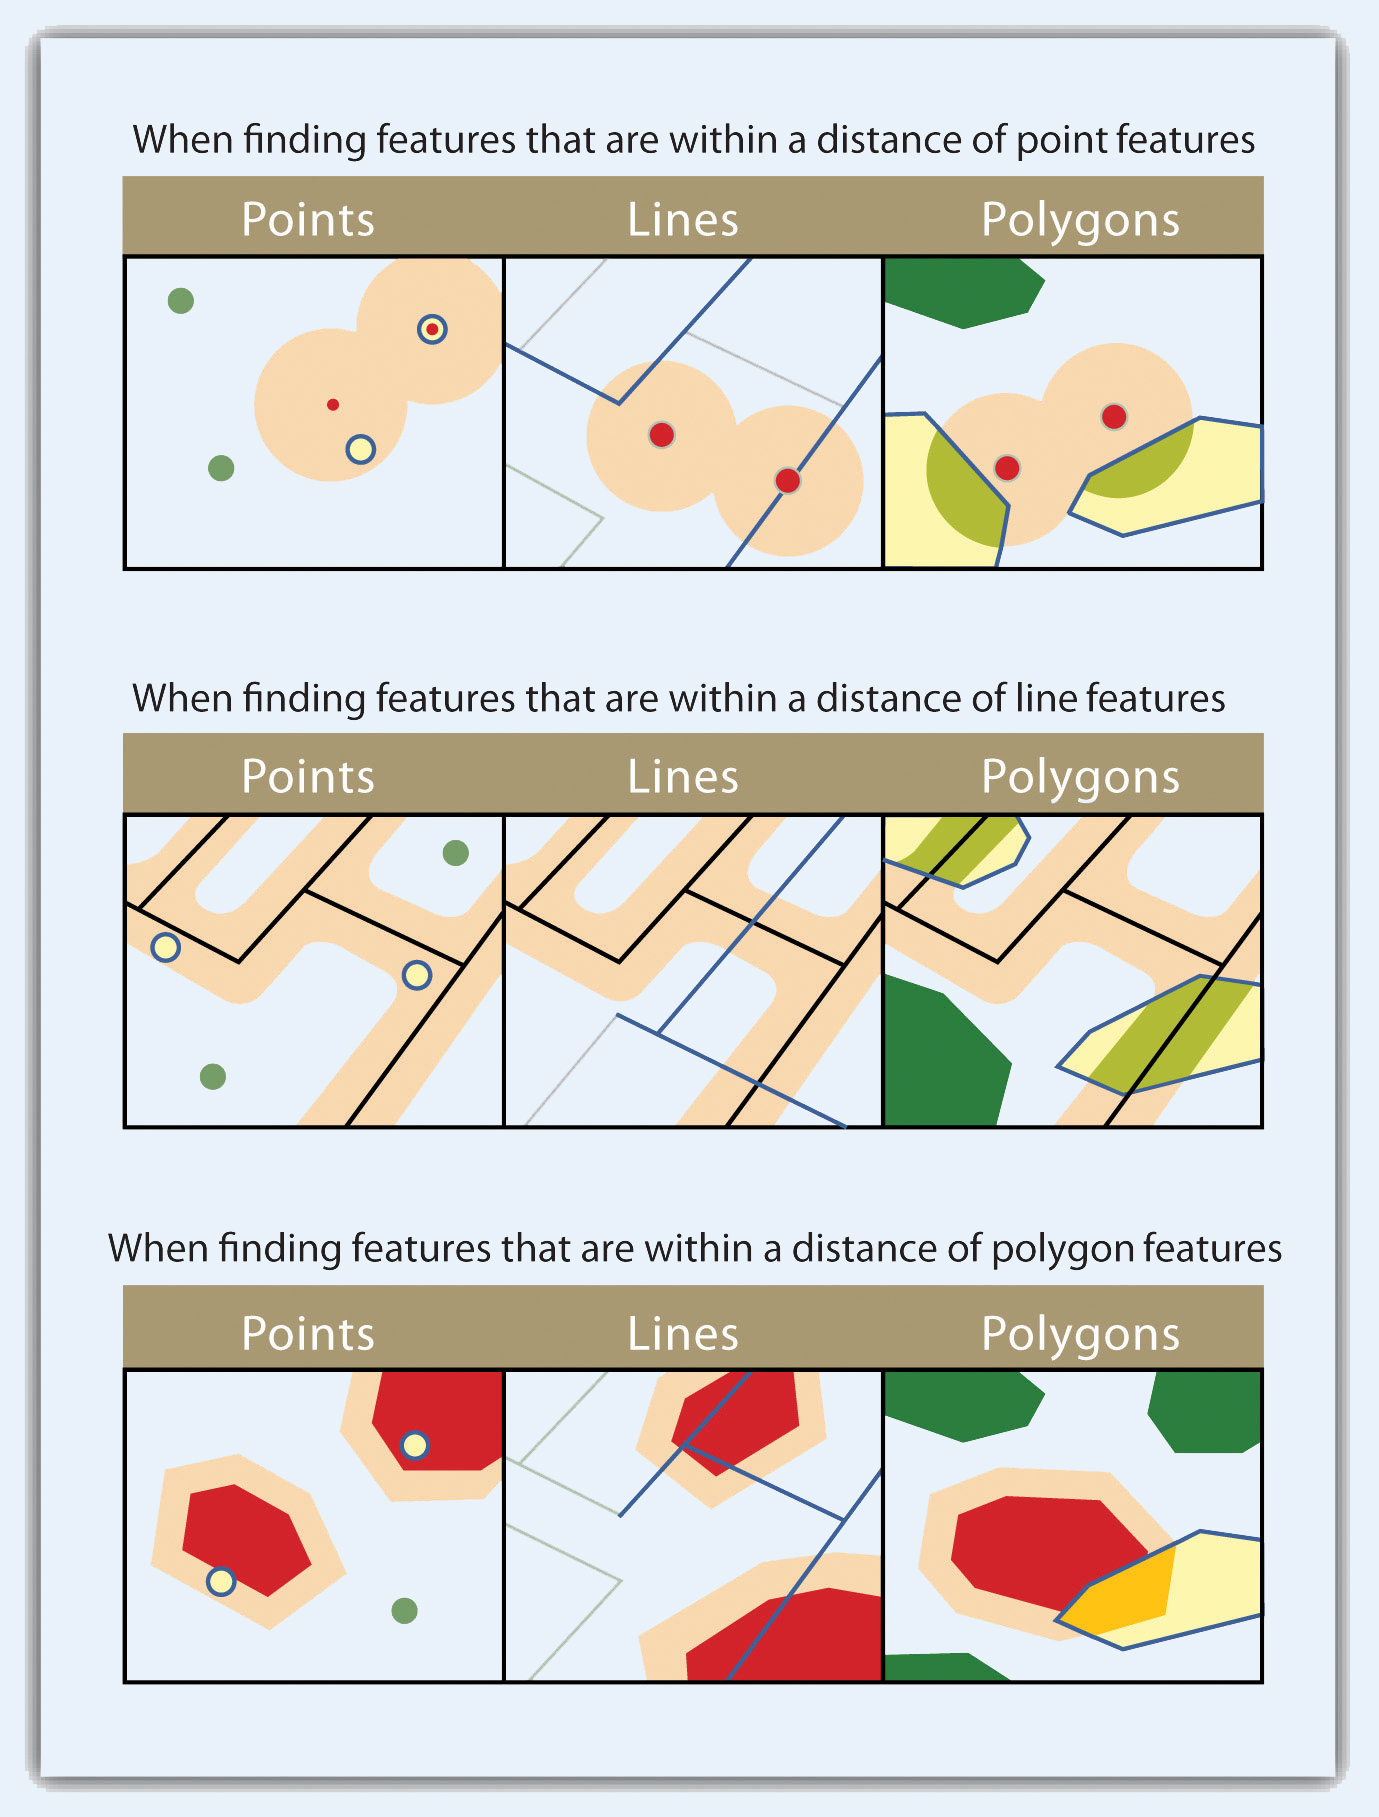 When finding features that are within a distance of point features
Points Lines Polygons
When finding features that are within a distance of line features
Points Lines Polygons
When finding features that are within a distance of polygon features
Points Lines Polygons